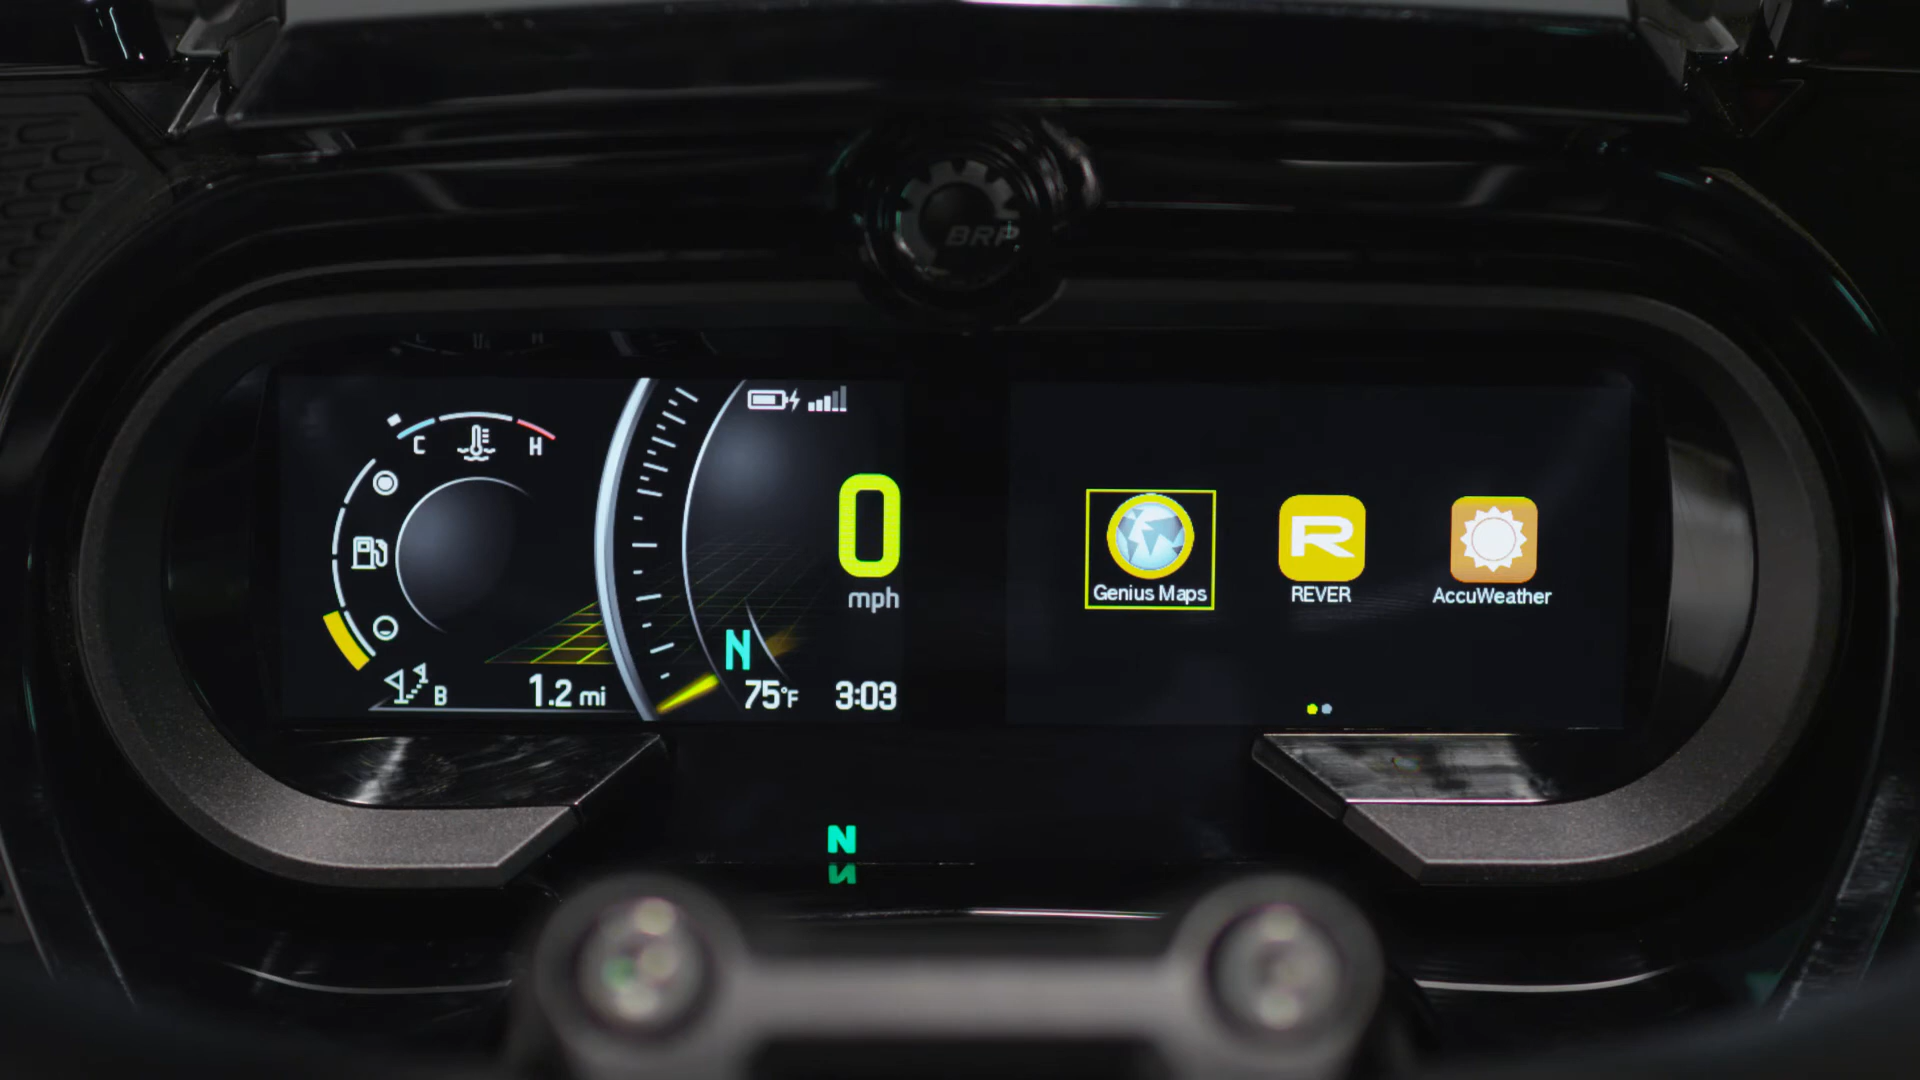 BRP
C H
0
mph
N
B 1.2 mi 75°F 3:03
Genius Maps
R
REVER
AccuWeather
N